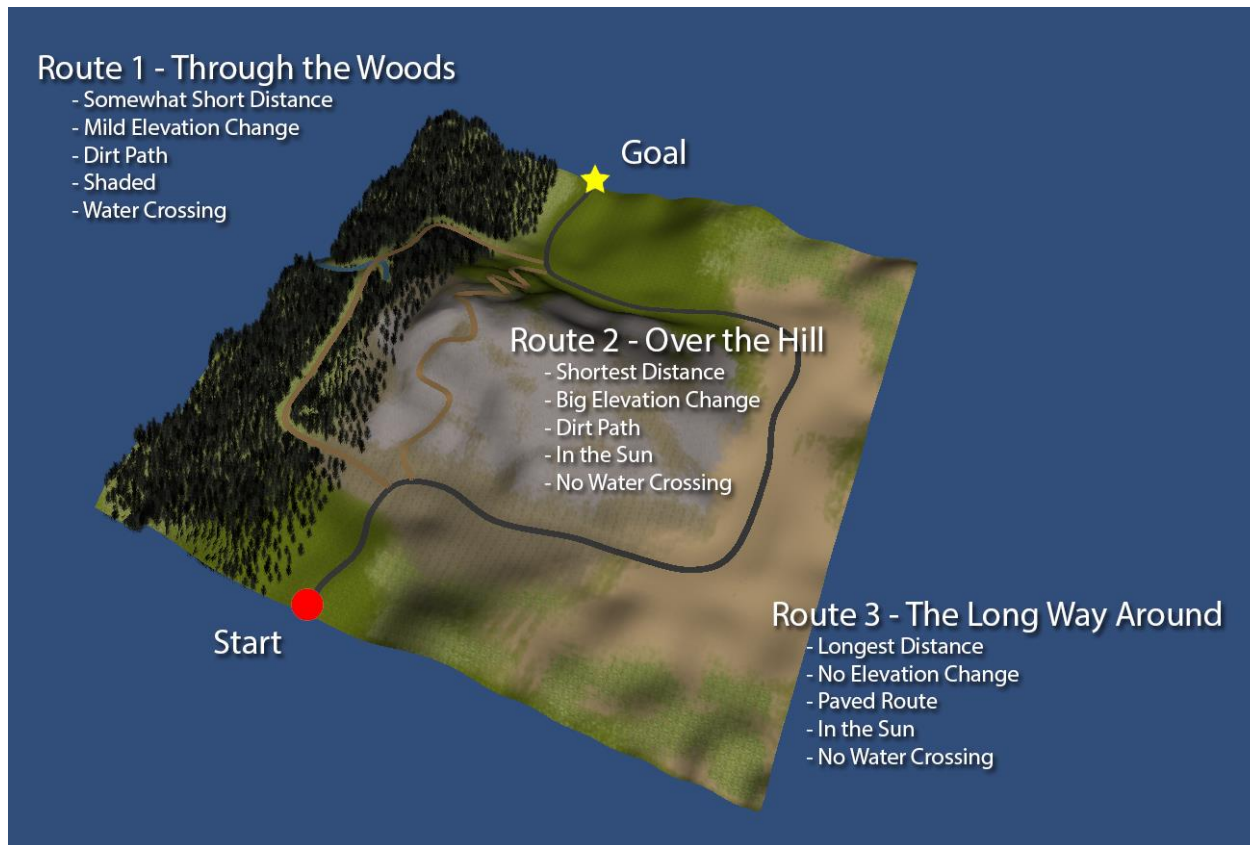 Route 1 - Through the Woods
- Somewhat Short Distance
- Mild Elevation Change
- Dirt Path
- Shaded
- Water Crossing
Goal
Route 2 - Over the Hill
- Shortest Distance
- Big Elevation Change
- Dirt Path
- In the Sun
- No Water Crossing
Start
Route 3 - The Long Way Around
- Longest Distance
- No Elevation Change
- Paved Route
- In the Sun
- No Water Crossing